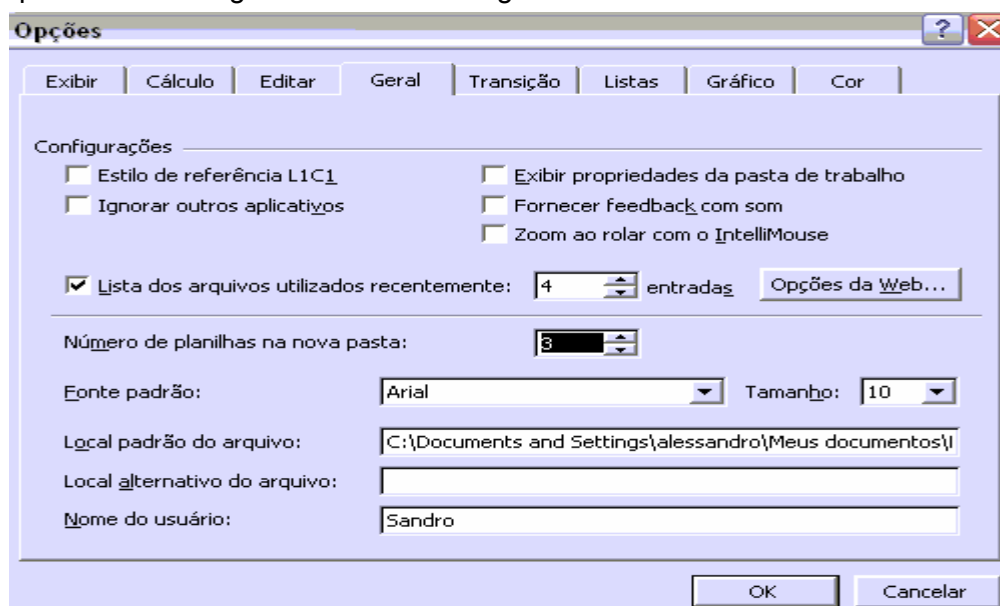 Opções
Exibir Cálculo Editar Geral Transição Listas Gráfico Cor
Configurações
Estilo de referência L1C1 Exibir propriedades da pasta de trabalho
Ignorar outros aplicativos Fornecer feedback com som
Zoom ao rolar com o IntelliMouse
Lista dos arquivos utilizados recentemente: 4 entradas Opções da Web...
Número de planilhas na nova pasta: 3
Fonte padrão: Arial Tamanho: 10
Local padrão do arquivo: C:\Documents and Settings\alessandro\Meus documentos\
Local alternativo do arquivo:
Nome do usuário: Sandro
OK Cancelar